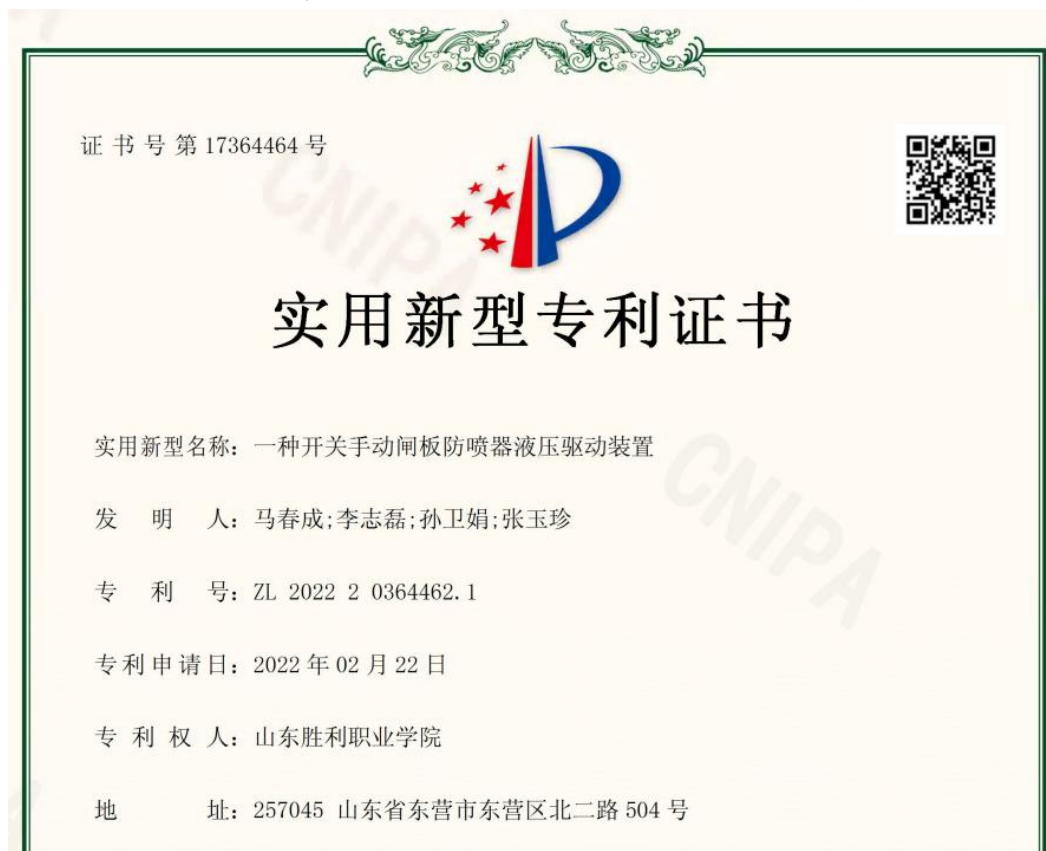 证书号第17364464号
CNIPA
实用新型专利证书
实用新型名称：一种开关手动闸板防喷器液压驱动装置
CNIPA
发明人：马春成;李志磊;孙卫娟;张玉珍
专利号：ZL 2022 2 0364462.1
专利申请日：2022年02月22日
专利权人：山东胜利职业学院
地址：257045 山东省东营市东营区北二路504号